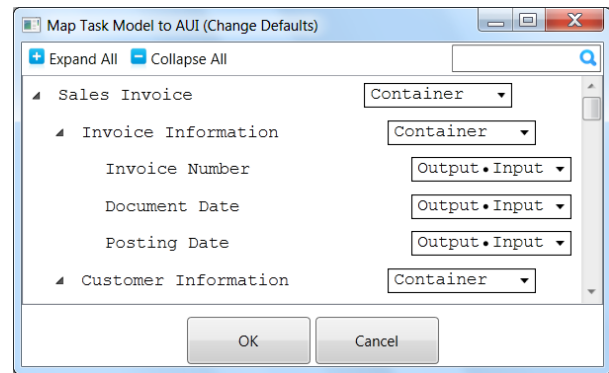 Map Task Model to AUI (Change Defaults)
Expand All Collapse All
Sales Invoice Container
Invoice Information Container
Invoice Number Output•Input
Document Date Output•Input
Posting Date Output•Input
Customer Information Container
OK Cancel